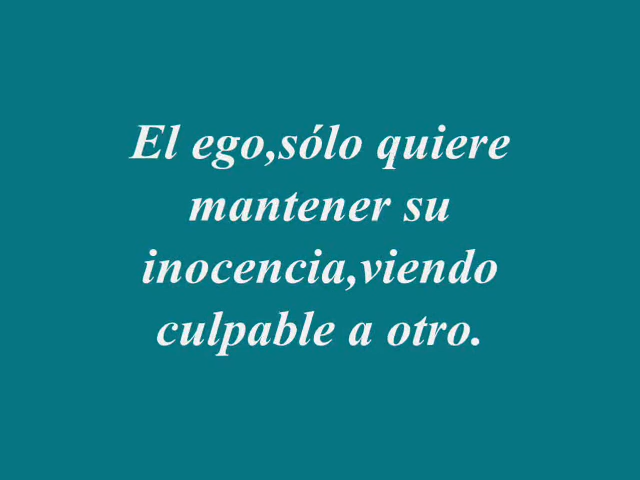 El ego,sólo quiere
mantener su
inocencia,viendo
culpable a otro.